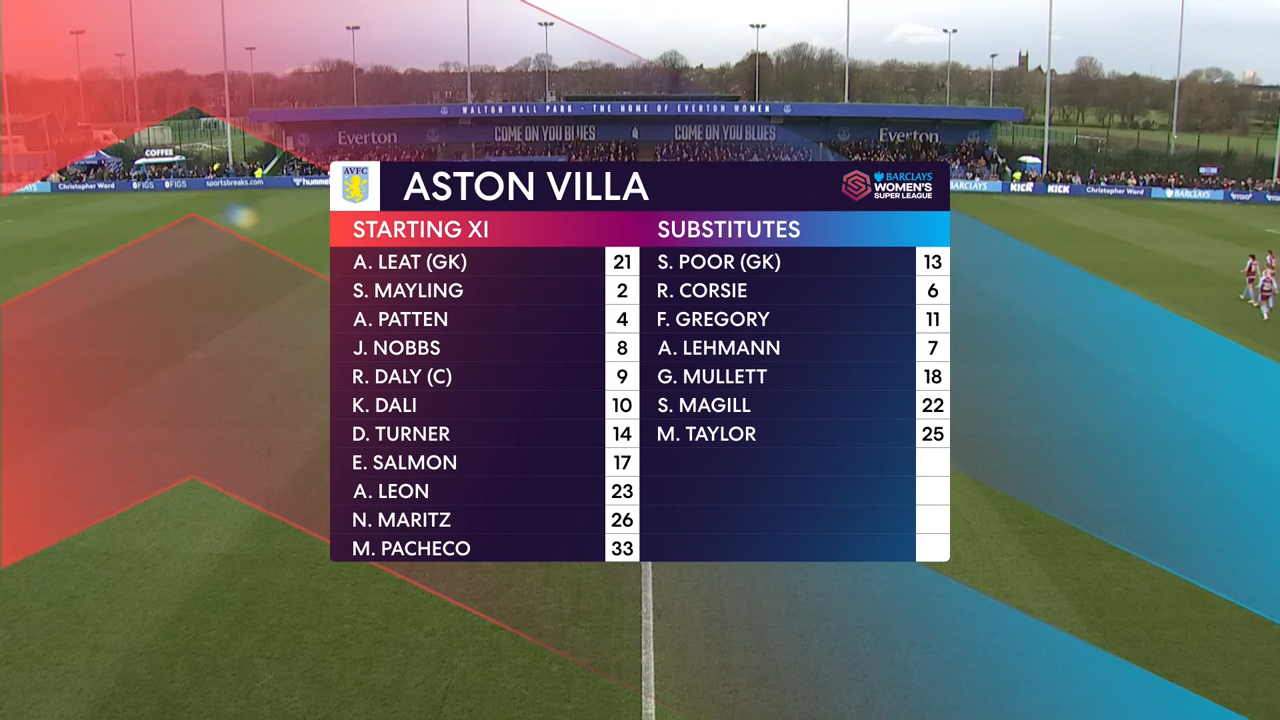 WALTON HALL PARK - THE HOME OF EVERTON WOMEN
Everton COME ON YOU BLUES COME ON YOU BLUES Everton
COFFEE
Christopher Ward FIGS FIGS sportsbreaks.com hummel
BARCLAYS KICK KICK Christopher Ward
AVFC
ASTON VILLA
BARCLAYS
WOMEN'S
SUPER LEAGUE
STARTING XI SUBSTITUTES
A. LEAT (GK) 21 S. POOR (GK) 13
S. MAYLING 2 R. CORSIE 6
A. PATTEN 4 F. GREGORY 11
J. NOBBS 8 A. LEHMANN 7
R. DALY (C) 9 G. MULLETT 18
K. DALI 10 S. MAGILL 22
D. TURNER 14 M. TAYLOR 25
E. SALMON 17
A. LEON 23
N. MARITZ 26
M. PACHECO 33